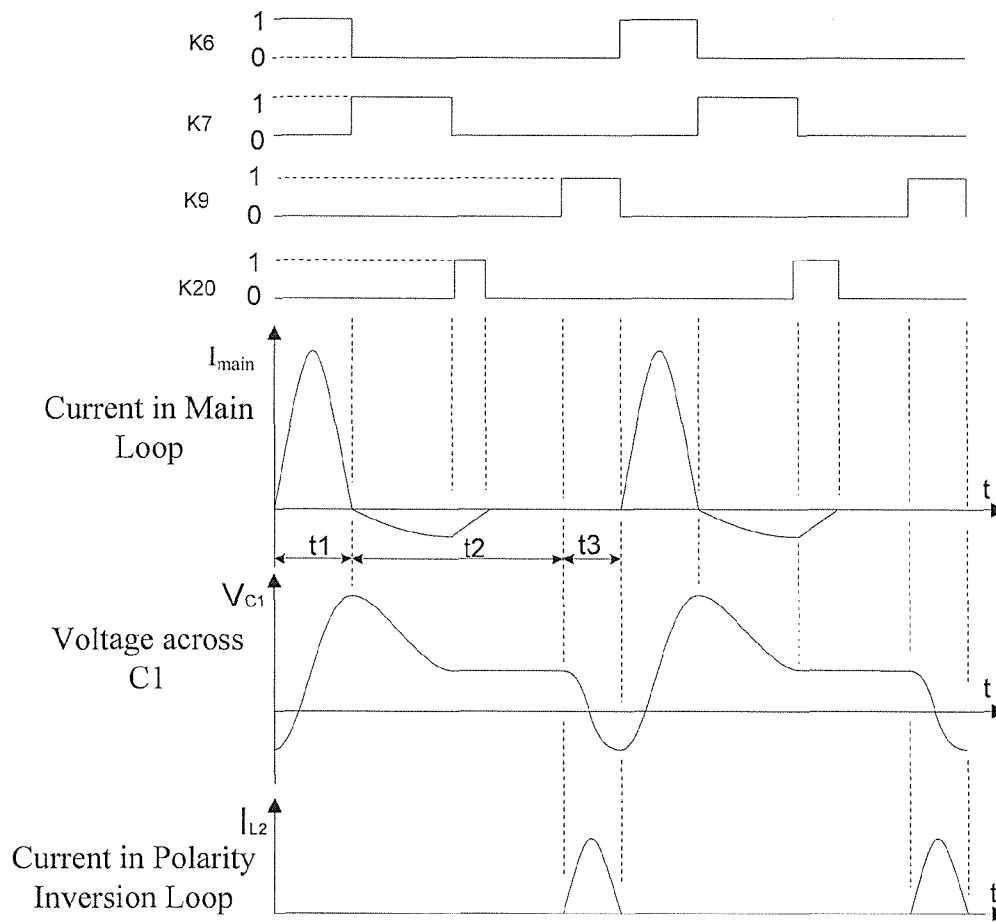 K6 1
0
K7 1
0
K9 1
0
K20 1
0
Imain
Current in Main
Loop
t
t1 t2 t3
VC1
Voltage across
C1
t
IL2
Current in Polarity
Inversion Loop
t